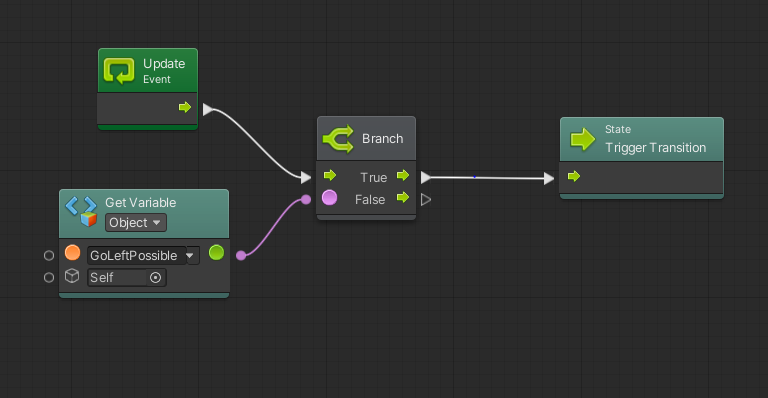 Update
Event
Get Variable
Object
GoLeftPossible
Self
Branch
True
False
State
Trigger Transition